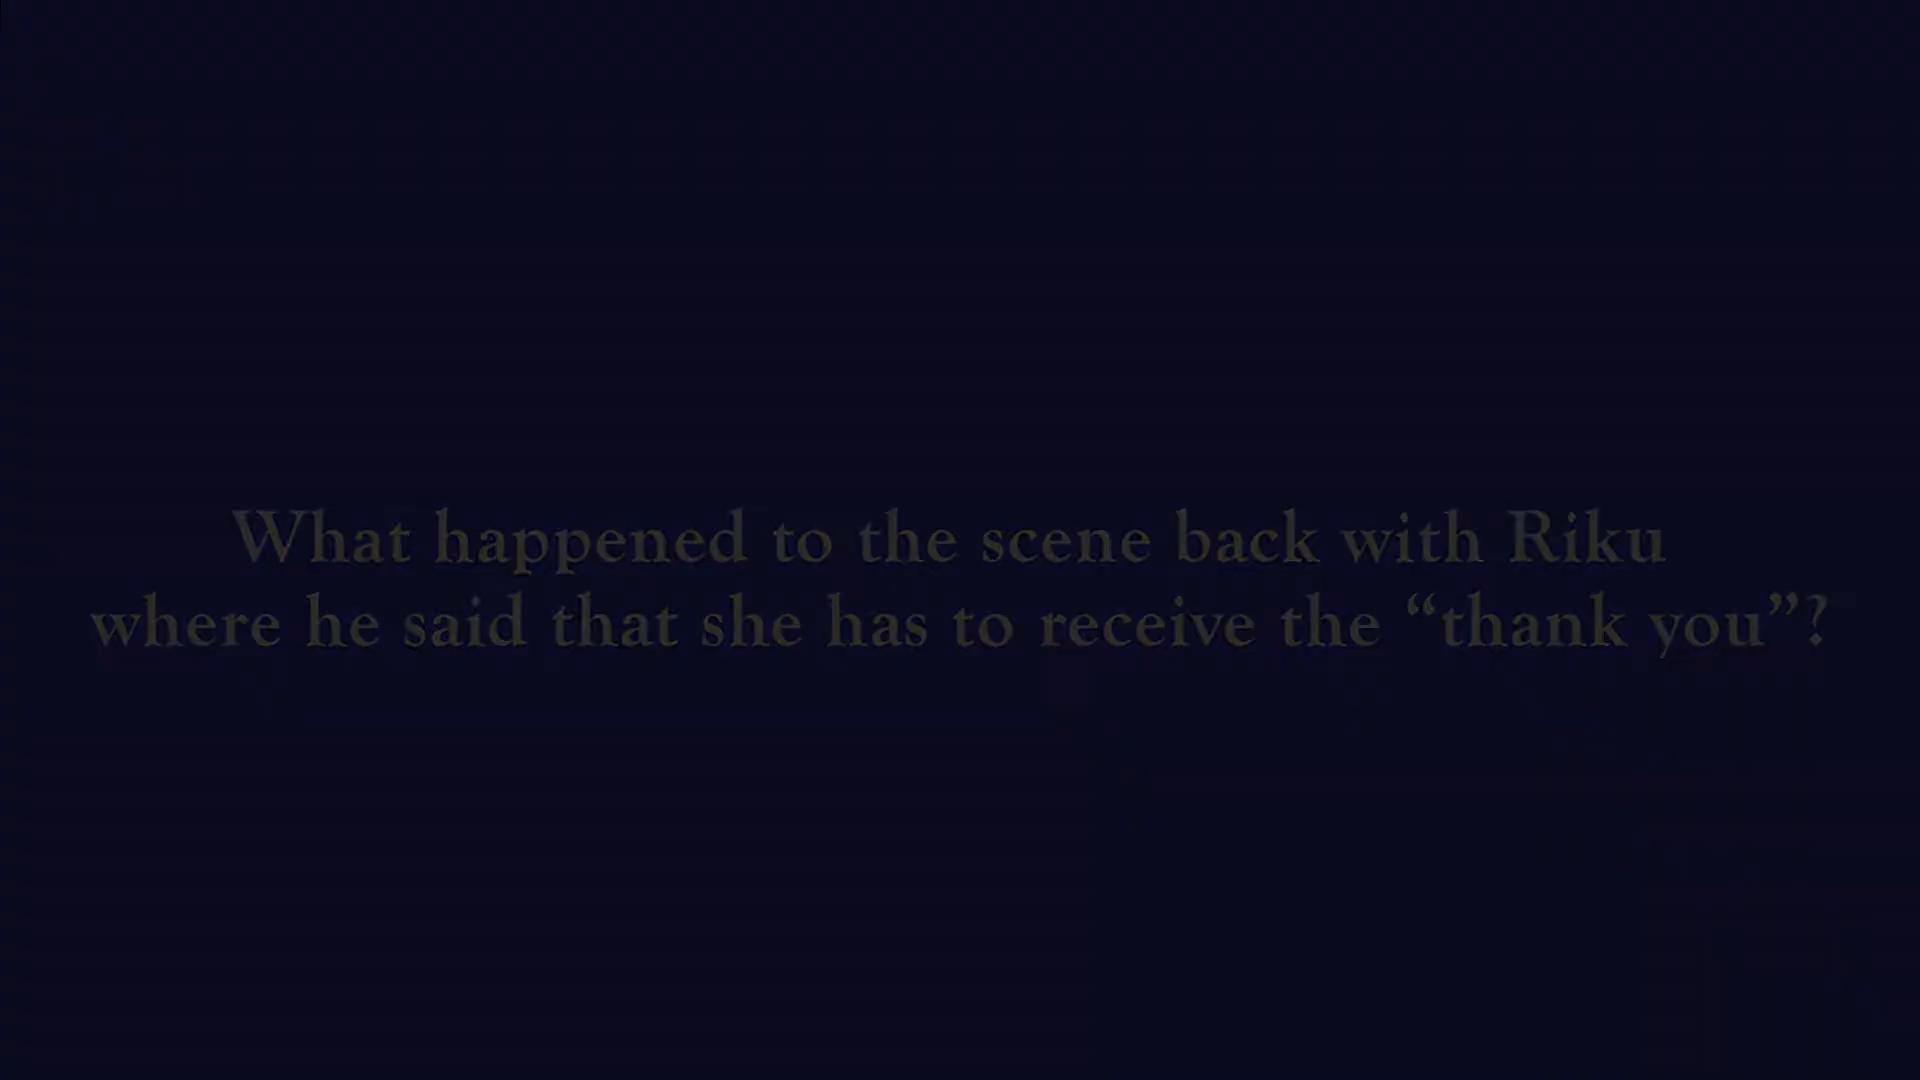 What happened to the scene back with Riku
where he said that she has to receive the “thank you”?